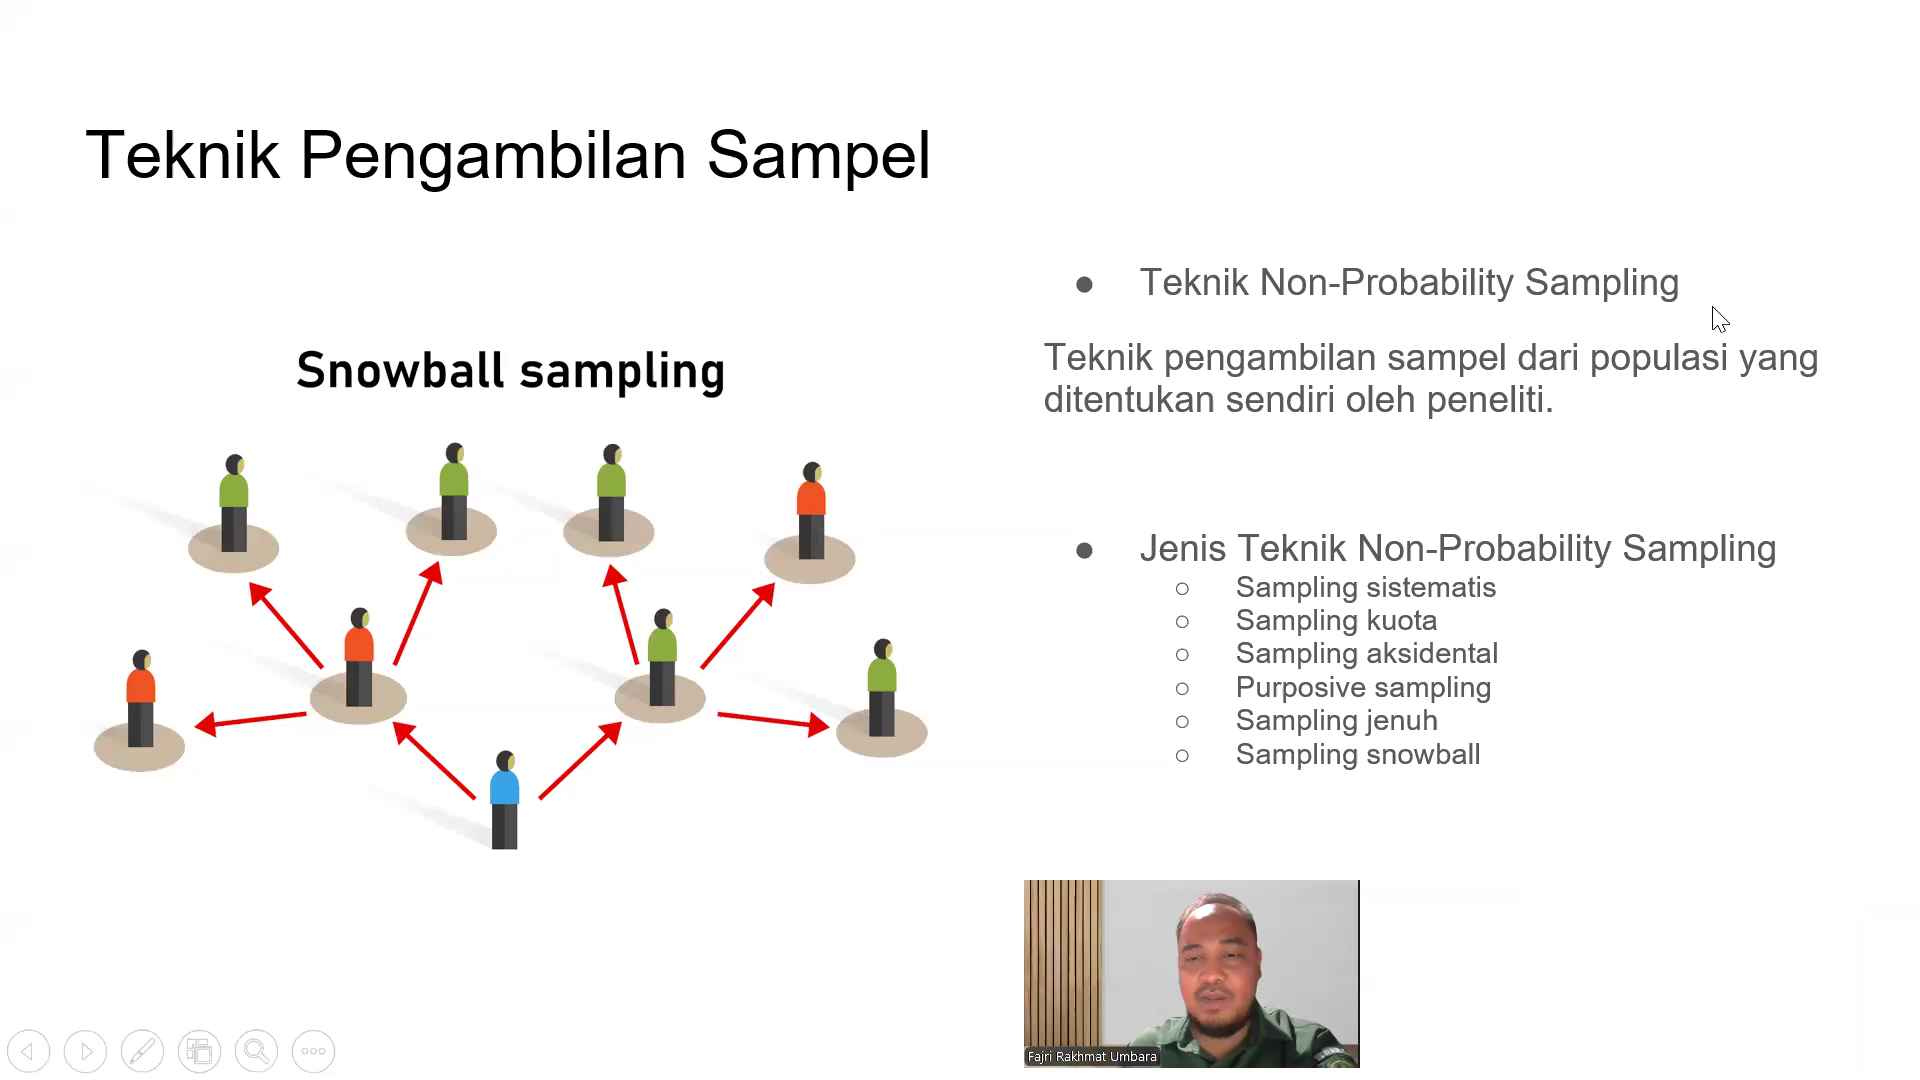 Teknik Pengambilan Sampel
Snowball sampling
● Teknik Non-Probability Sampling
Teknik pengambilan sampel dari populasi yang
ditentukan sendiri oleh peneliti.
● Jenis Teknik Non-Probability Sampling
○ Sampling sistematis
○ Sampling kuota
○ Sampling aksidental
○ Purposive sampling
○ Sampling jenuh
○ Sampling snowball
Fajri Rakhmat Umbara